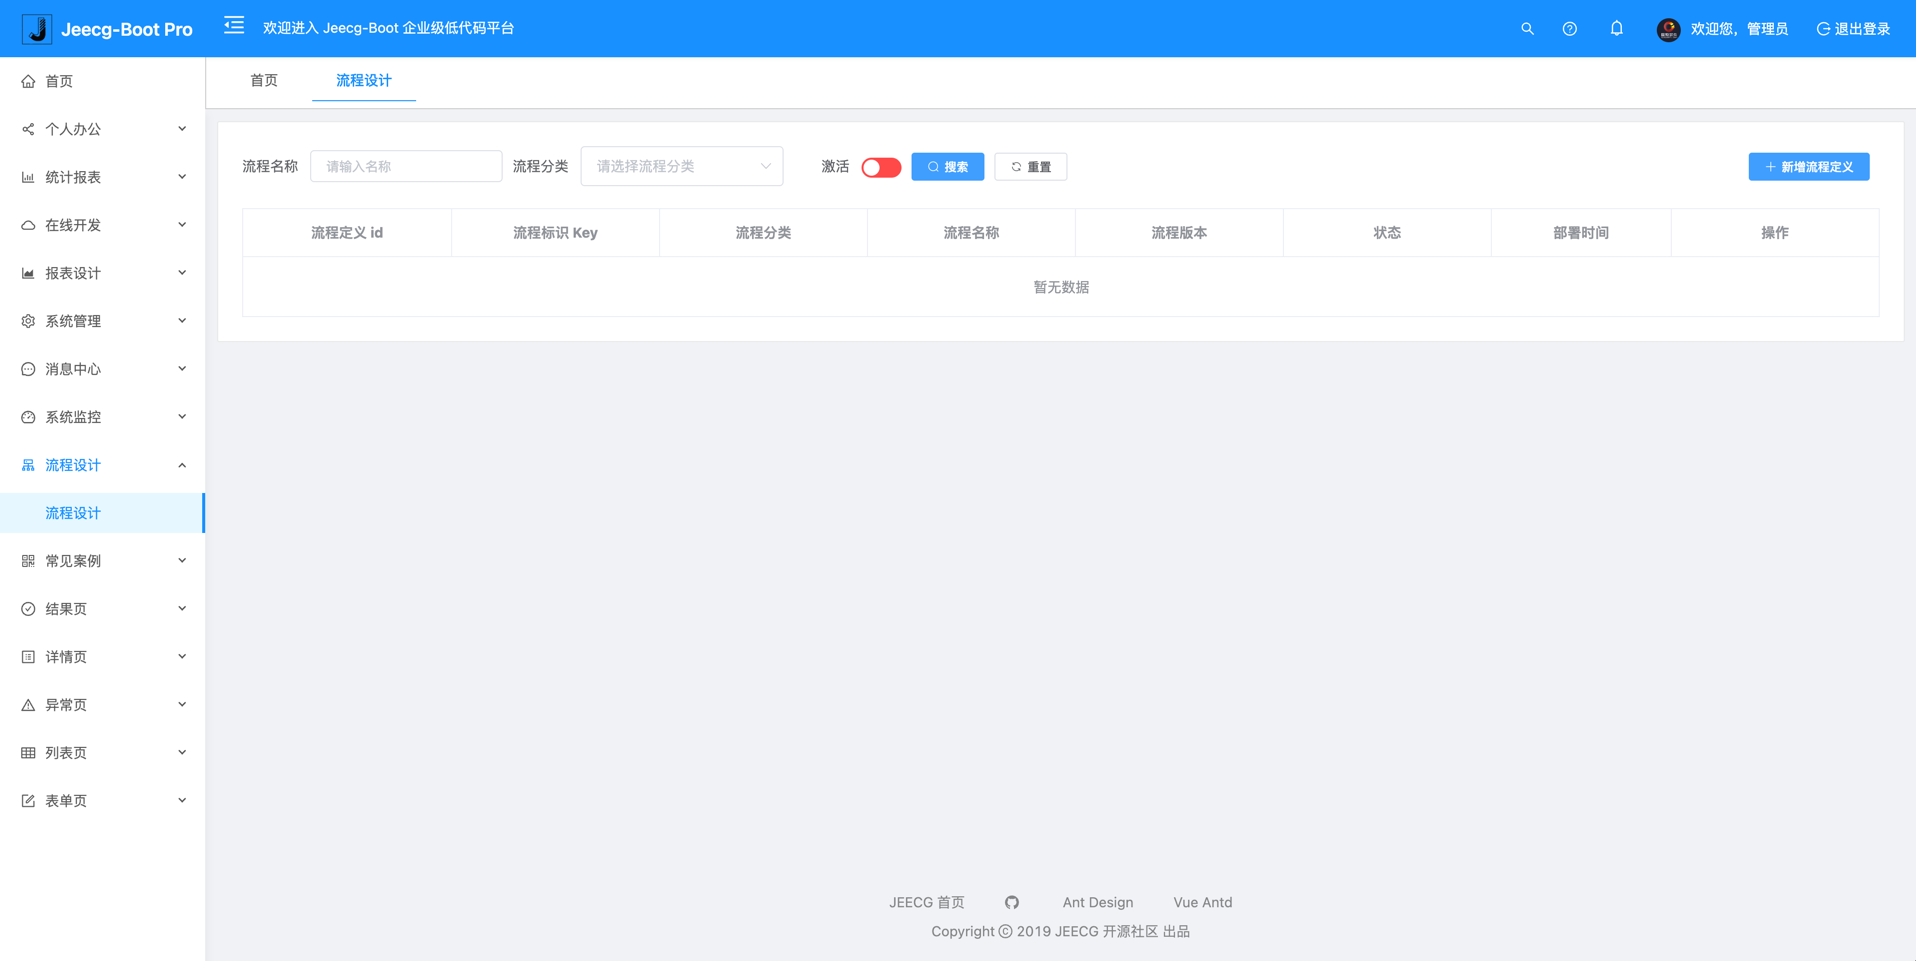 Jeecg-Boot Pro
欢迎进入 Jeecg-Boot 企业级低代码平台
欢迎您，管理员
退出登录
首页
个人办公
统计报表
在线开发
报表设计
系统管理
消息中心
系统监控
流程设计
流程设计
常见案例
结果页
详情页
异常页
列表页
表单页
首页 流程设计
流程名称 请输入名称 流程分类 请选择流程分类 激活 搜索 重置 新增流程定义
流程定义 id 流程标识 Key 流程分类 流程名称 流程版本 状态 部署时间 操作
暂无数据
JEECG 首页 Ant Design Vue Antd
Copyright © 2019 JEECG 开源社区 出品